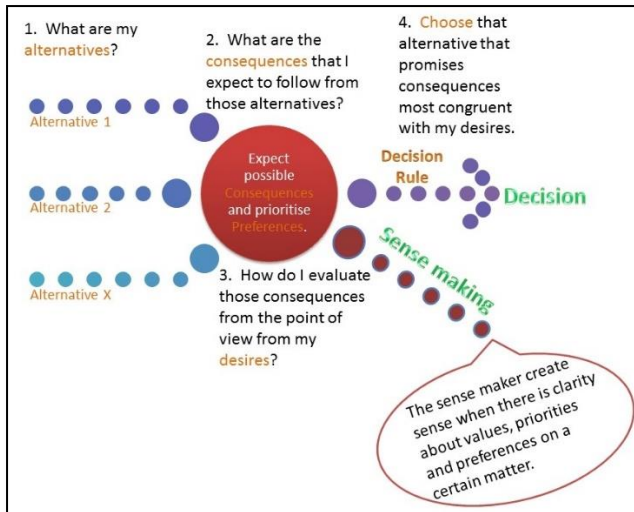 1. What are my
alternatives?
2. What are the
consequences that I
expect to follow from
those alternatives?
4. Choose that
alternative that
promises
consequences
most congruent
with my desires.
Alternative 1
Alternative 2
Alternative X
Expect
possible
Consequences
and prioritise
Preferences.
Decision
Rule
Decision
Sense making
3. How do I evaluate
those consequences
from the point of
view from my
desires?
The sense maker create
sense when there is clarity
about values, priorities
and preferences on a
certain matter.